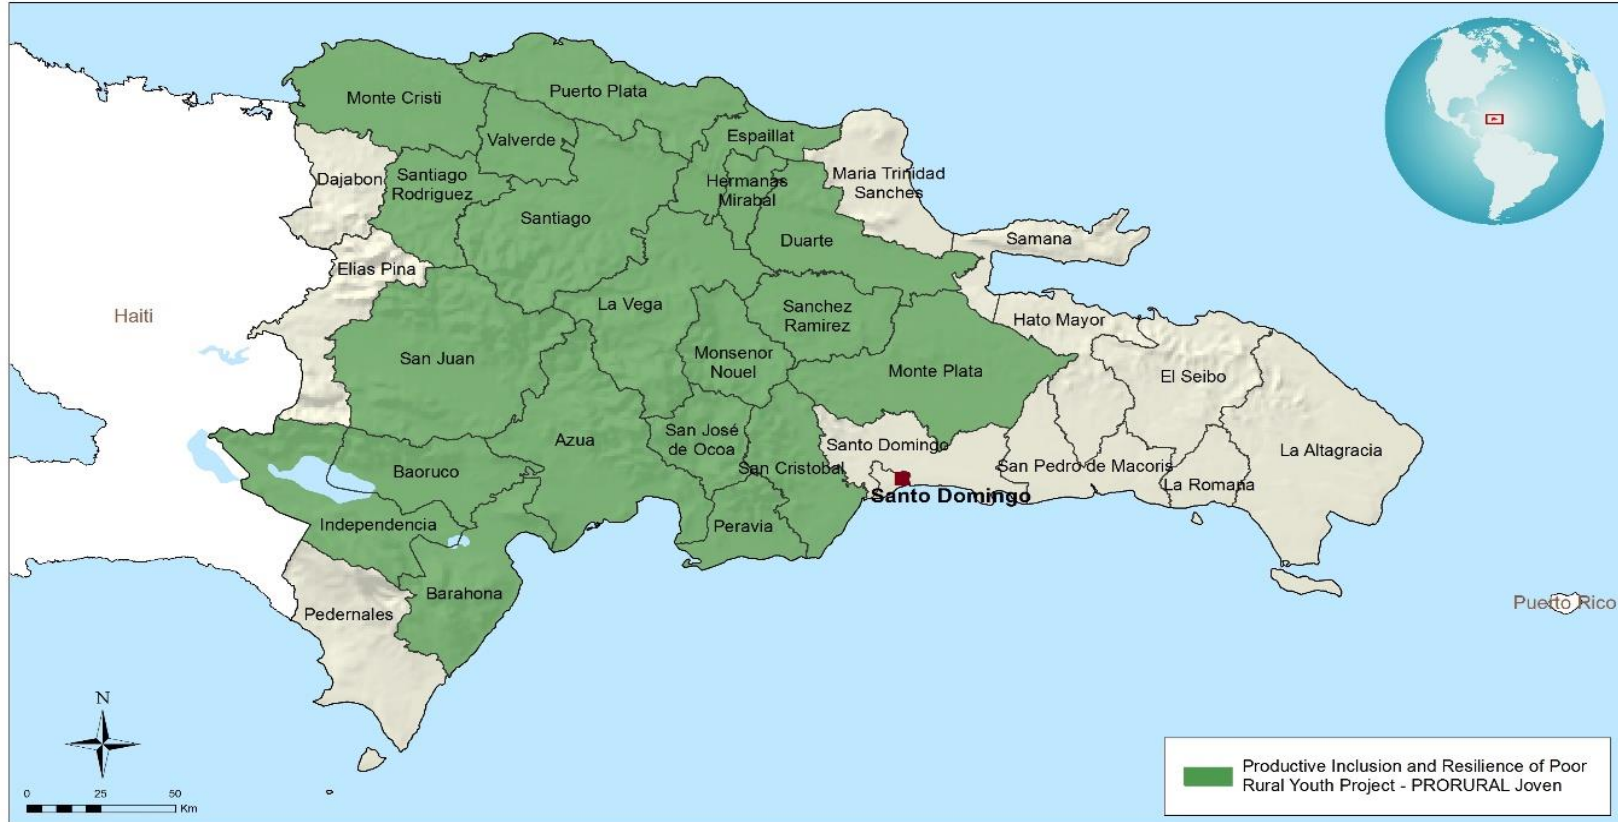 Monte Cristi
Puerto Plata
Valverde
Espaillat
Dajabon
Santiago
Rodriguez
Hermanas
Mirabal
Maria Trinidad
Sanches
Santiago
Duarte
Samana
Elias Pina
Haiti
La Vega
Sanchez
Ramirez
Hato Mayor
San Juan
Monsenor
Nouel
Monte Plata
El Seibo
Azua
San José
de Ocoa
Santo Domingo
La Altagracia
Baoruco
San Cristobal
San Pedro de Macoris
La Romana
Santo Domingo
Independencia
Peravia
Barahona
Pedernales
Puerto Rico
N
0 25 50
Km
Productive Inclusion and Resilience of Poor
Rural Youth Project - PRORURAL Joven